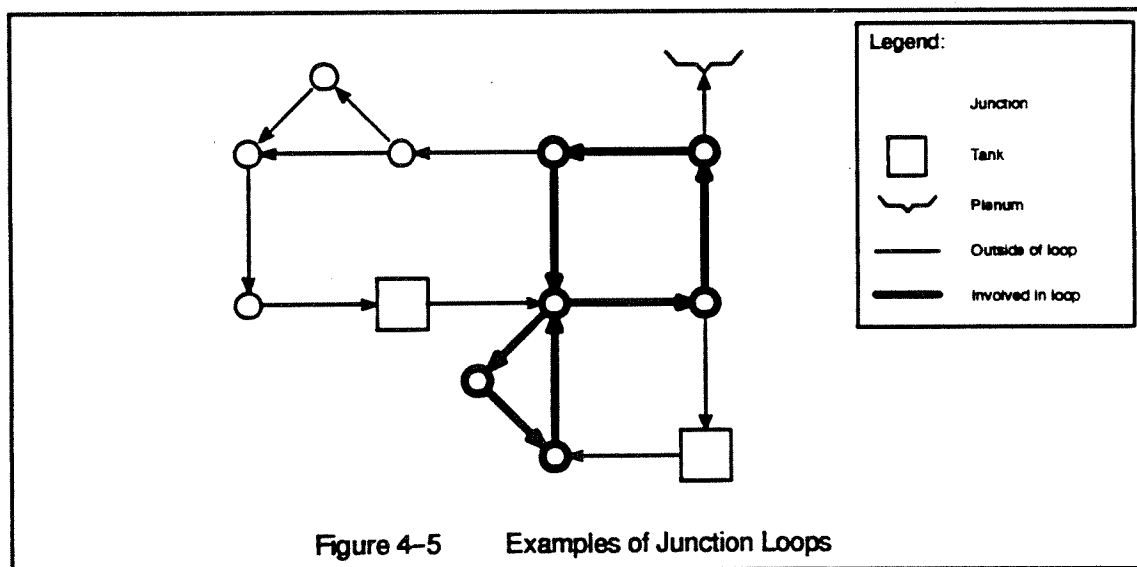 Legend:
Junction
Tank
Plenum
Outside of loop
Involved in loop
Figure 4-5 Examples of Junction Loops